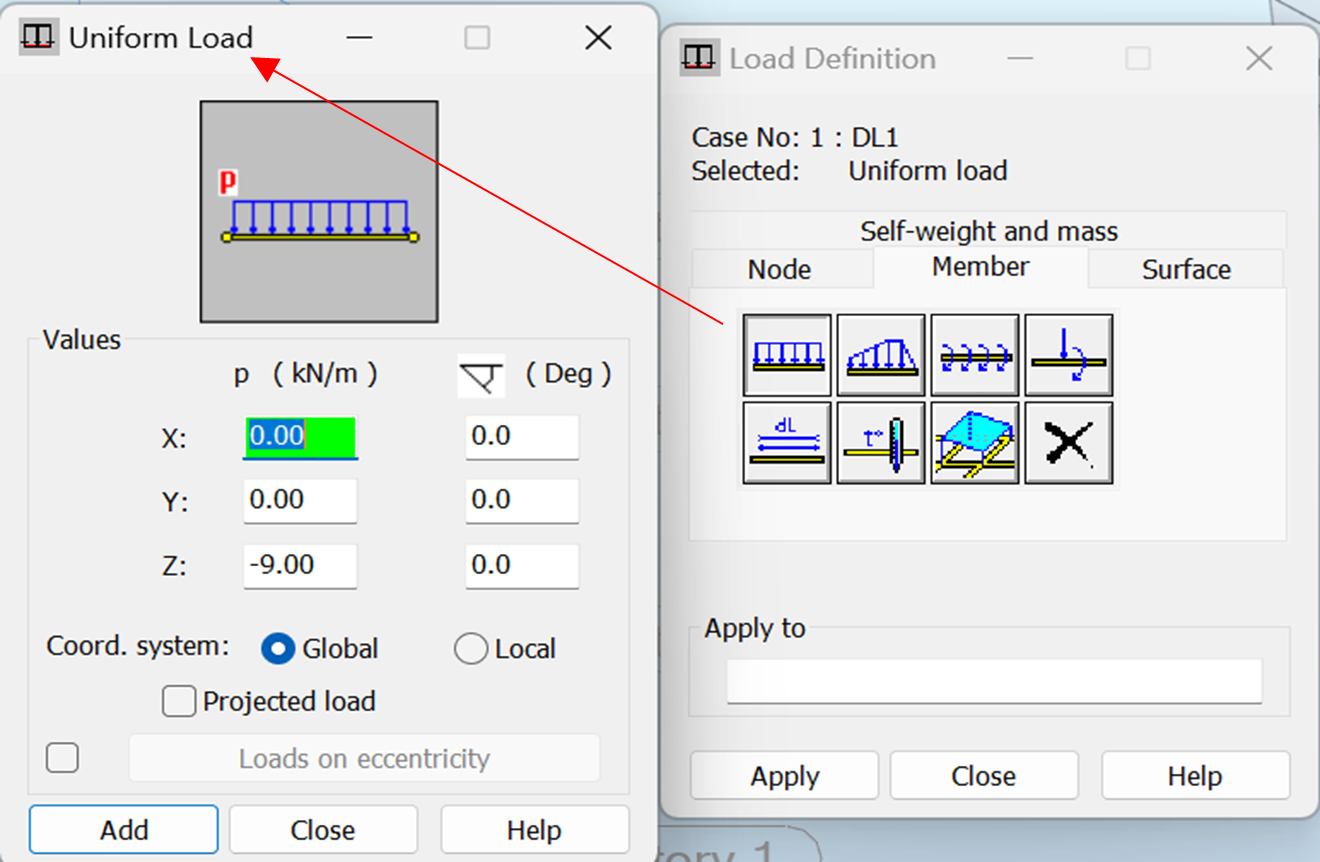 Uniform Load
p
Values
p ( kN/m ) ( Deg )
X: 0.00 0.0
Y: 0.00 0.0
Z: -9.00 0.0
Coord. system: Global Local
Projected load
Loads on eccentricity
Add Close Help
Load Definition
Case No: 1 : DL1
Selected: Uniform load
Self-weight and mass
Node Member Surface
dL t°
Apply to
Apply Close Help